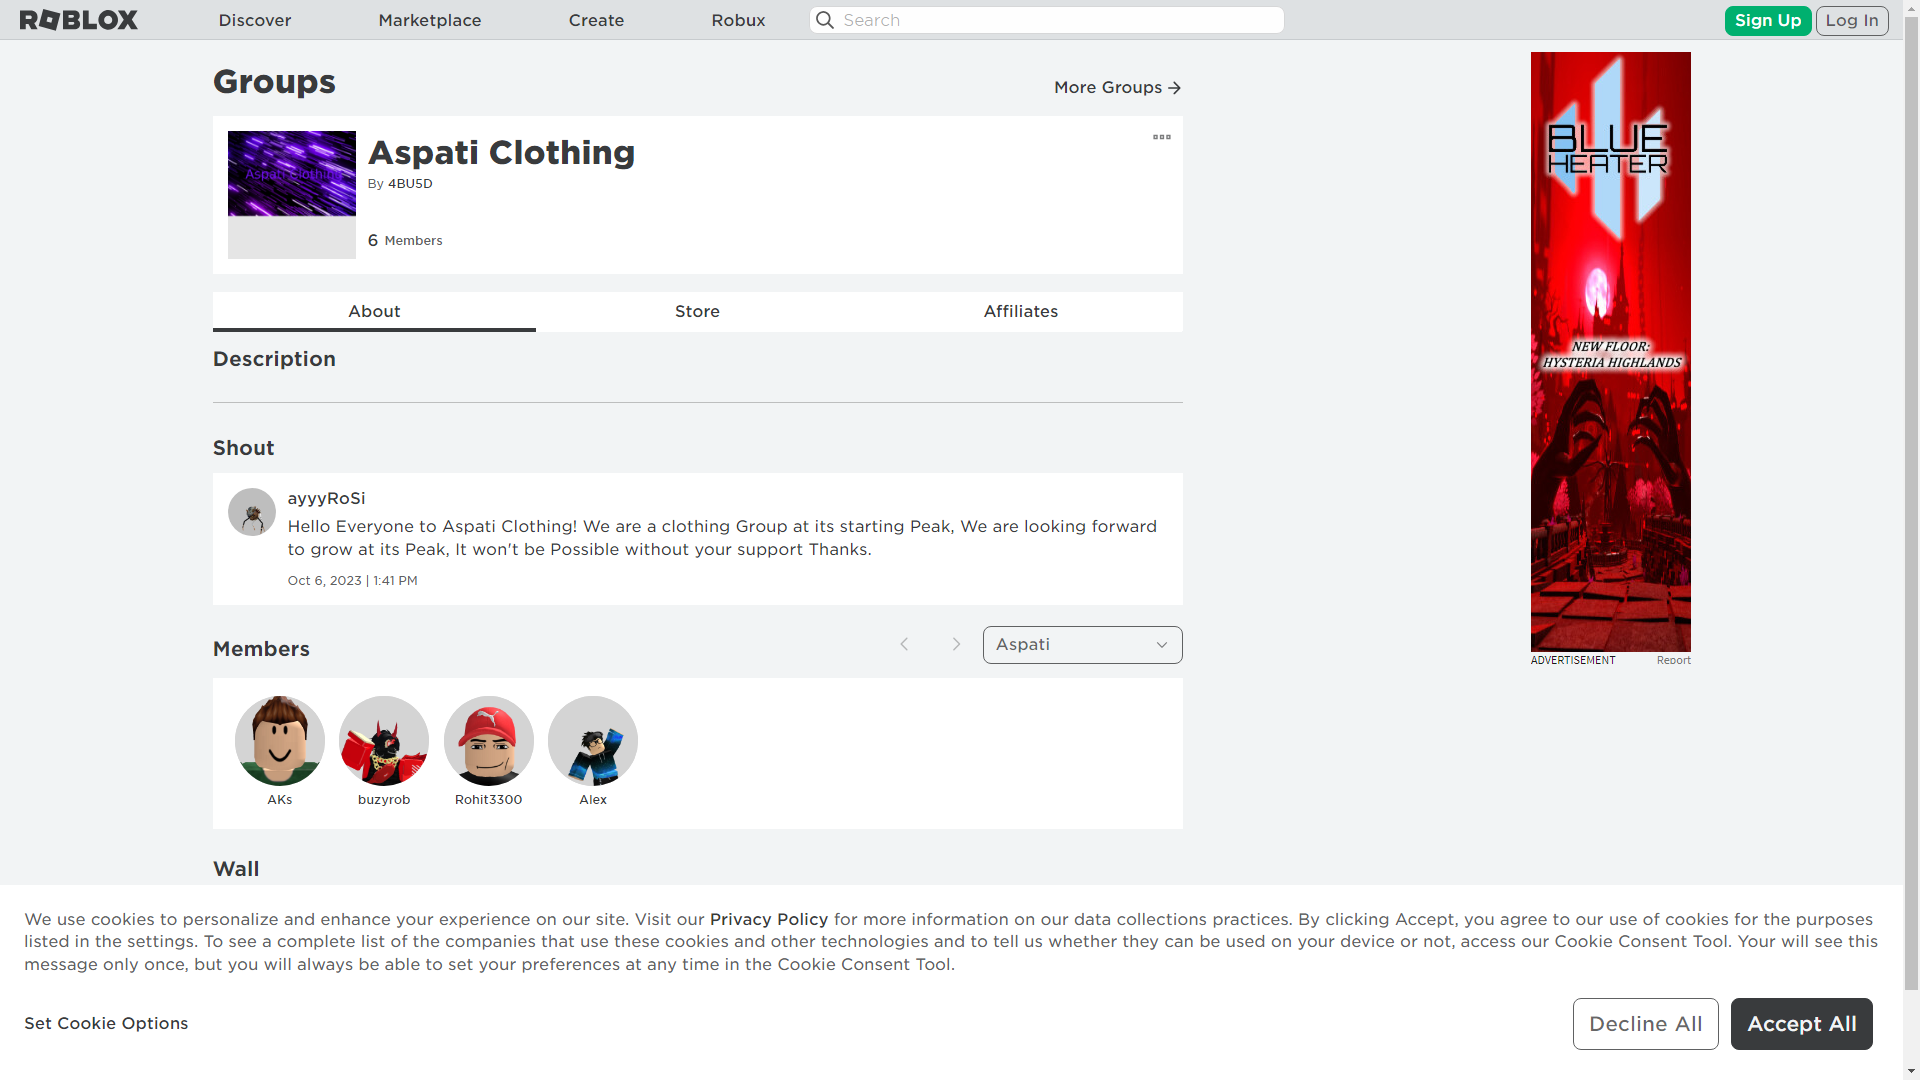 ROBLOX
Discover
Marketplace
Create
Robux
Search
Sign Up
Log In
Groups
More Groups
Aspati Clothing
Aspati Clothing
By 4BU5D
6 Members
About
Store
Affiliates
Description
Shout
ayyyRoSi
Hello Everyone to Aspati Clothing! We are a clothing Group at its starting Peak, We are looking forward
to grow at its Peak, It won't be Possible without your support Thanks.
Oct 6, 2023 | 1:41 PM
Members
Aspati
AKs
buzyrob
Rohit3300
Alex
Wall
BLUE
HEATER
NEW FLOOR:
HYSTERIA HIGHLANDS
ADVERTISEMENT
Report
We use cookies to personalize and enhance your experience on our site. Visit our Privacy Policy for more information on our data collections practices. By clicking Accept, you agree to our use of cookies for the purposes
listed in the settings. To see a complete list of the companies that use these cookies and other technologies and to tell us whether they can be used on your device or not, access our Cookie Consent Tool. Your will see this
message only once, but you will always be able to set your preferences at any time in the Cookie Consent Tool.
Set Cookie Options
Decline All
Accept All